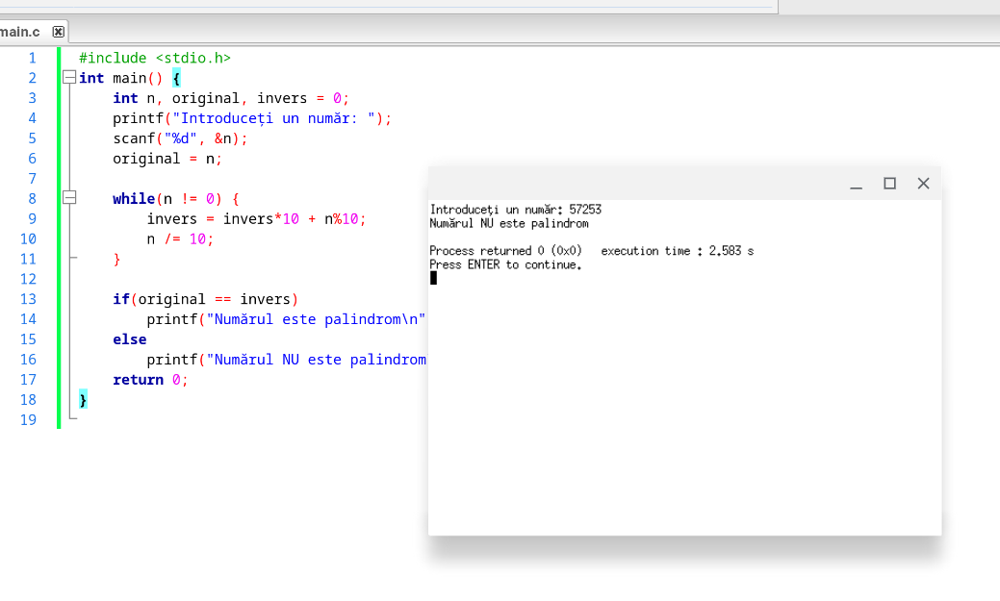 main.c
1 #include <stdio.h>
2 int main() {
3 int n, original, invers = 0;
4 printf("Introduceți un număr: ");
5 scanf("%d", &n);
6 original = n;
7
8 while(n != 0) {
9 invers = invers*10 + n%10;
10 n /= 10;
11 }
12
13 if(original == invers)
14 printf("Numărul este palindrom\n"
15 else
16 printf("Numărul NU este palindrom
17 return 0;
18 }
19
Introduceți un număr: 57253
Numărul NU este palindrom
Process returned 0 (0x0) execution time : 2.583 s
Press ENTER to continue.